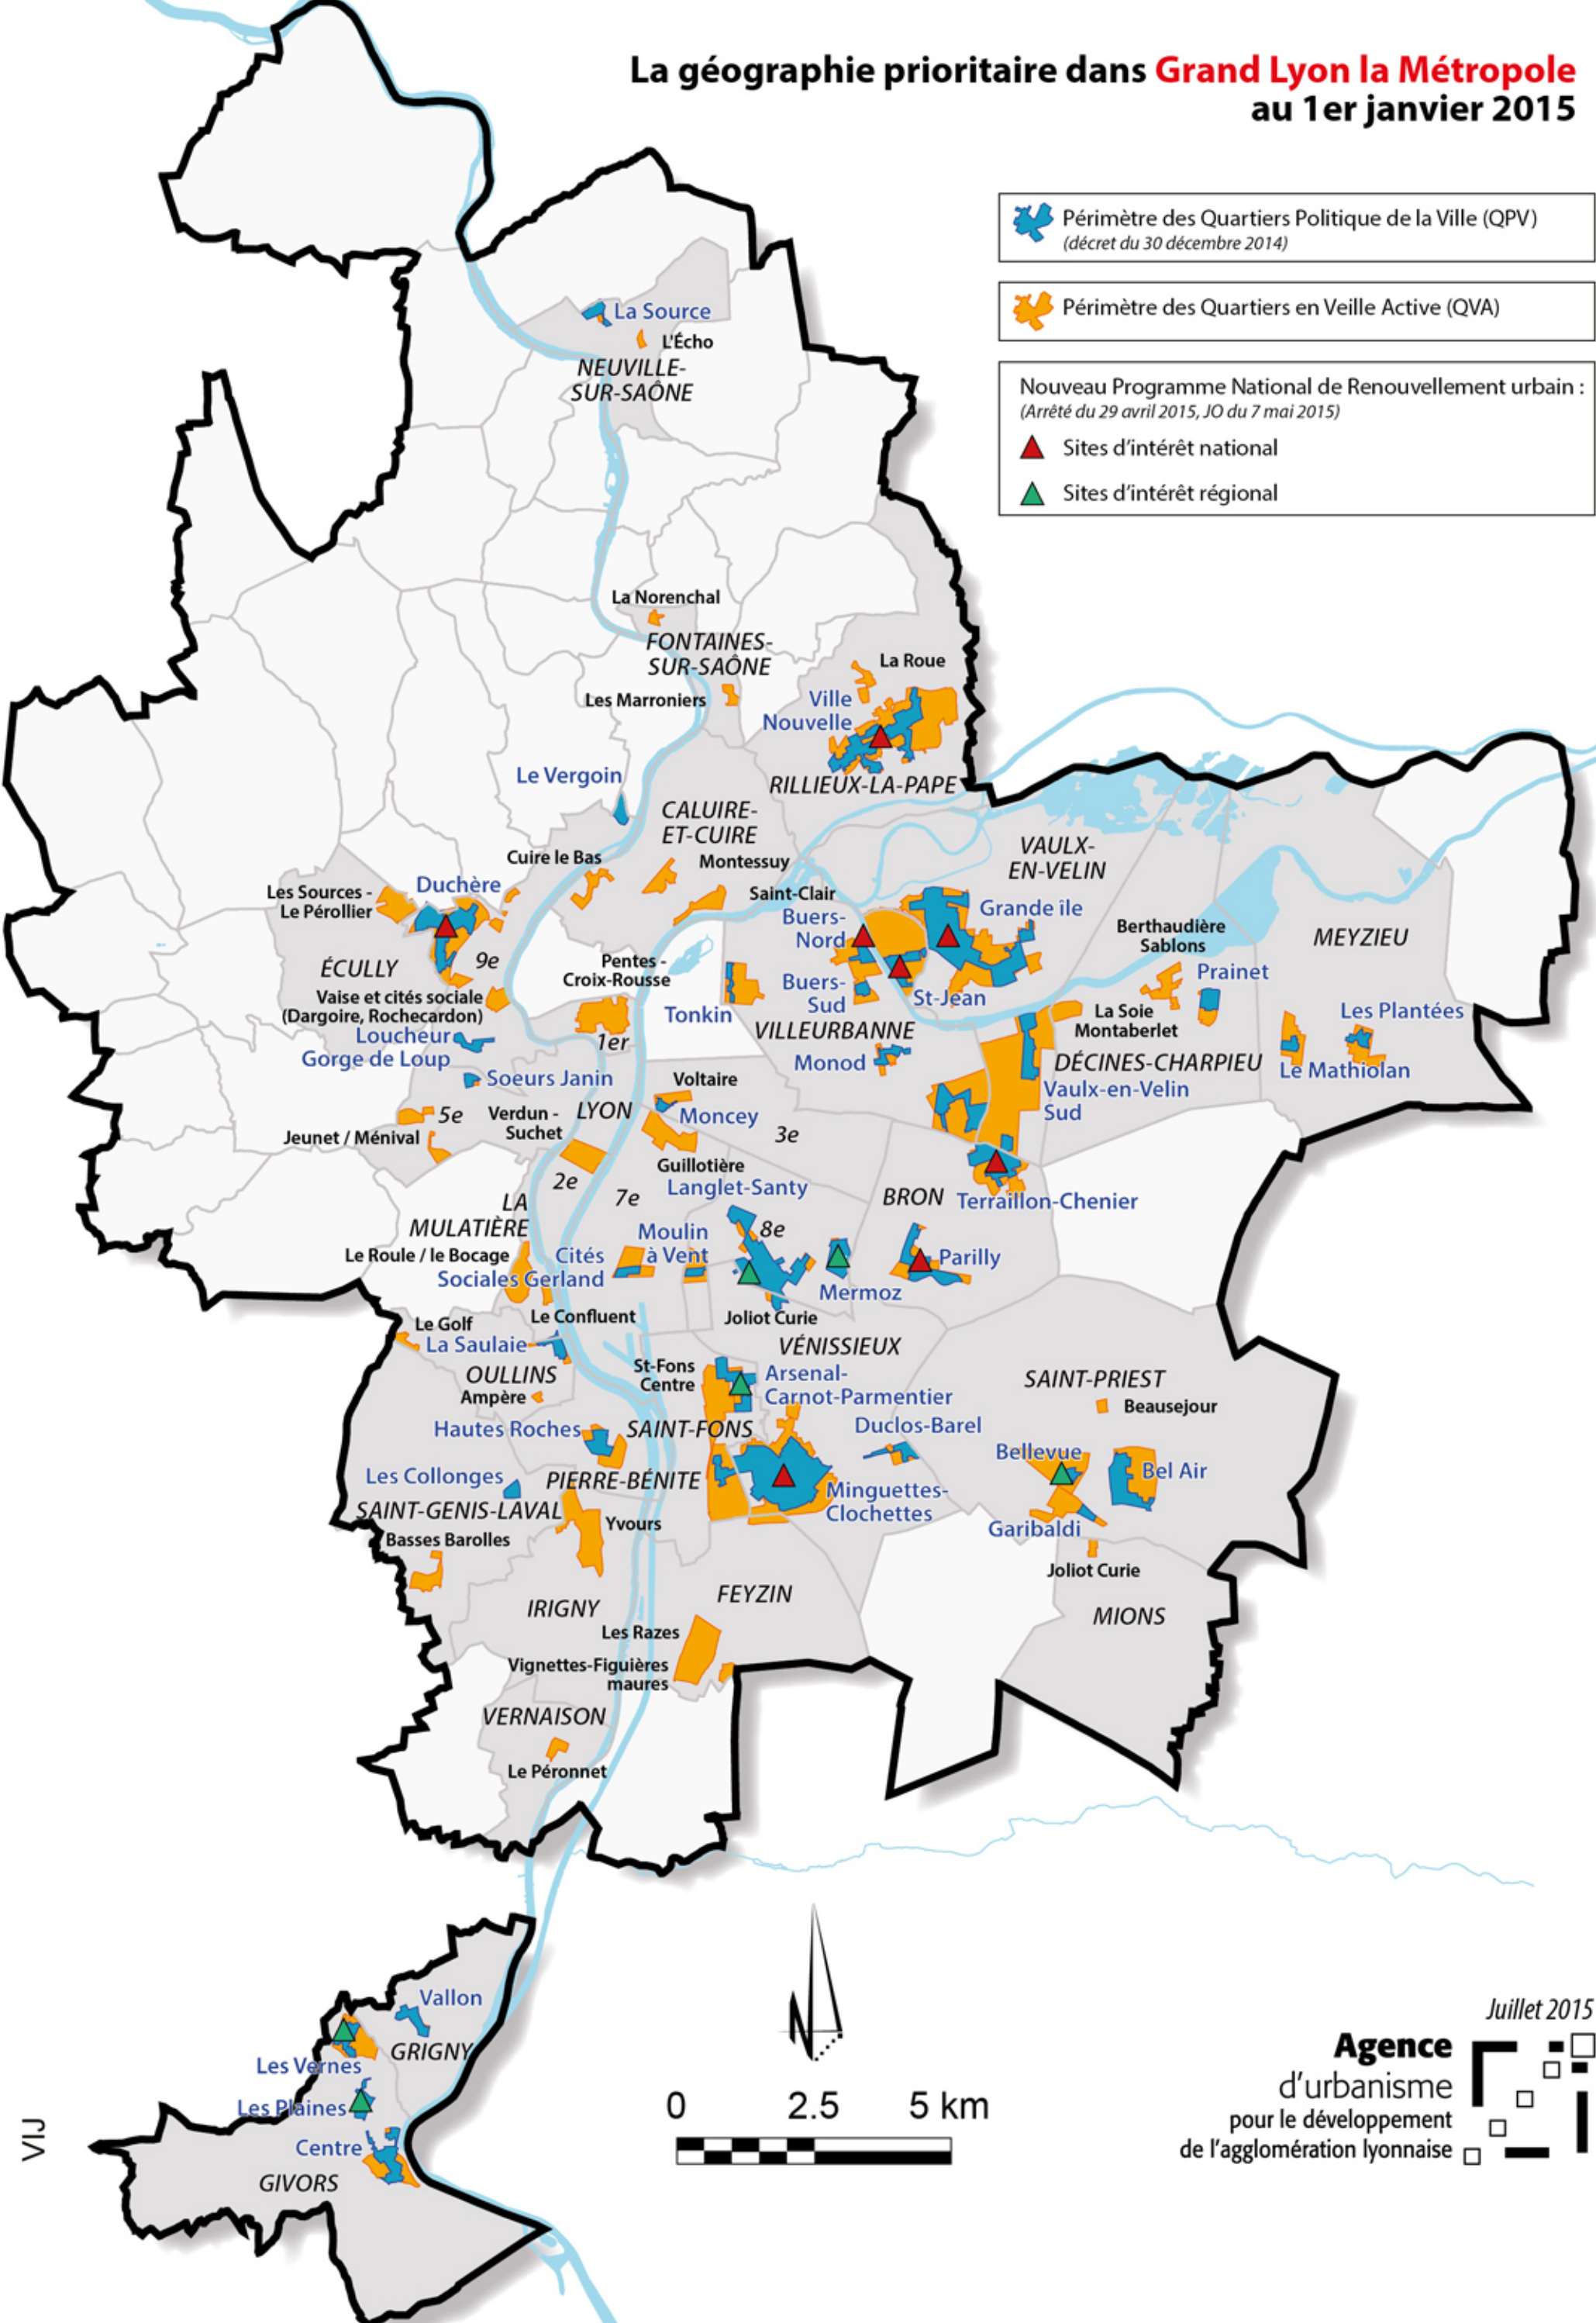 La géographie prioritaire dans Grand Lyon la Métropole
au 1er janvier 2015
Périmètre des Quartiers Politique de la Ville (QPV)
(décret du 30 décembre 2014)
Périmètre des Quartiers en Veille Active (QVA)
Nouveau Programme National de Renouvellement urbain :
(Arrêté du 29 avril 2015, JO du 7 mai 2015)
Sites d'intérêt national
Sites d'intérêt régional
La Source
L'Écho
NEUVILLE-
SUR-SAÔNE
La Norenchal
FONTAINES-
SUR-SAÔNE
Les Marroniers
La Roue
Ville
Nouvelle
RILLIEUX-LA-PAPE
Le Vergoin
CALUIRE-
ET-CUIRE
Cuire le Bas
Montessuy
Saint-Clair
VAULX-
EN-VELIN
Les Sources -
Le Pérollier
Duchère
9e
ÉCULLY
Buers-
Nord
Grande île
Berthaudière
Sablons
Prainet
MEYZIEU
Pentes -
Croix-Rousse
Vaise et cités sociale
(Dargoire, Rochecardon)
Loucheur
Gorge de Loup
1er
Tonkin
Buers-
Sud
St-Jean
VILLEURBANNE
La Soie
Montaberlet
Les Plantées
Monod
DÉCINES-CHARPIEU
Le Mathiolan
Soeurs Janin
Voltaire
Vaulx-en-Velin
Sud
5e
Verdun -
Suchet
LYON
Moncey
3e
Jeunet / Ménival
Guillotière
2e
7e
Langlet-Santy
BRON
Terraillon-Chenier
LA
MULATIÈRE
Le Roule / le Bocage
Cités
Sociales Gerland
Moulin
à Vent
8e
Parilly
Mermoz
Le Golf
Le Confluent
Joliot Curie
La Saulaie
VÉNISSIEUX
OULLINS
Ampère
St-Fons
Centre
Arsenal-
Carnot-Parmentier
SAINT-PRIEST
Beausejour
Hautes Roches
SAINT-FONS
Duclos-Barel
Bellevue
Bel Air
Les Collonges
PIERRE-BÉNITE
Minguettes-
Clochettes
SAINT-GENIS-LAVAL
Yvours
Garibaldi
Basses Barolles
Joliot Curie
IRIGNY
FEYZIN
MIONS
Les Razes
Vignettes-Figuières
maures
VERNAISON
Le Péronnet
Vallon
GRIGNY
Les Vernes
Les Plaines
Centre
GIVORS
VIJ
N
0 2.5 5 km
Juillet 2015
Agence
d'urbanisme
pour le développement
de l'agglomération lyonnaise